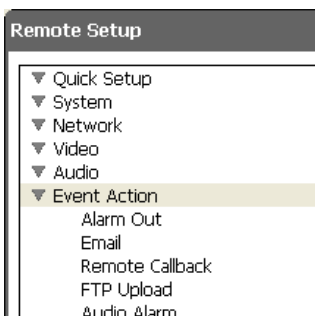 Remote Setup
Quick Setup
System
Network
Video
Audio
Event Action
Alarm Out
Email
Remote Callback
FTP Upload
Audio Alarm